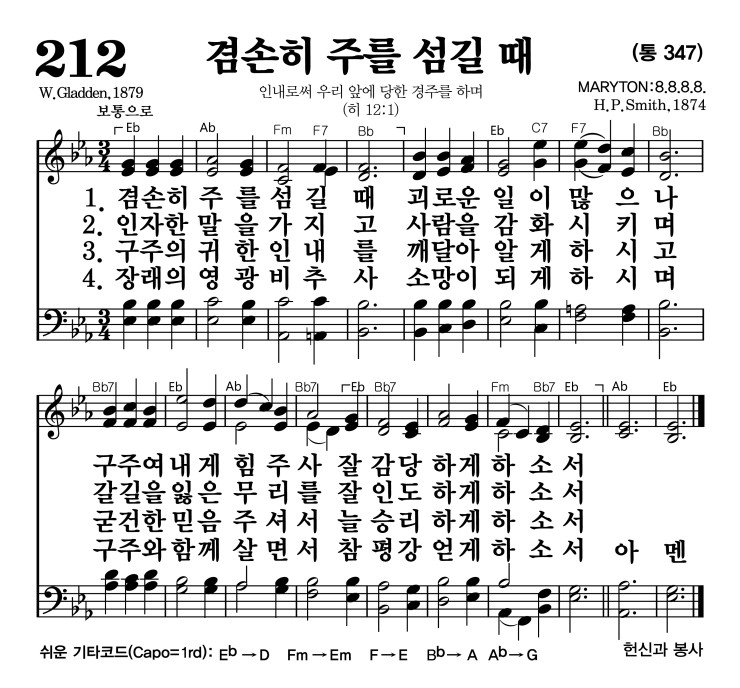 212 겸손히 주를 섬길 때 (통 347)
W.Gladden,1879 인내로써 우리 앞에 당한 경주를 하며 MARYTON:8.8.8.8.
보통으로 (히 12:1) H.P.Smith,1874
Eb Ab Fm F7 Bb Eb C7 F7 Bb
3 4
1. 겸손히 주 를 섬 길 때 괴로운 일 이 많 으 나
2. 인자한 말 을 가 지 고 사람을 감 화 시 키 며
3. 구주의 귀 한 인 내 를 깨달아 알 게 하 시 고
4. 장래의 영 광 비 추 사 소망이 되 게 하 시 며
3 4
Bb7 Eb Ab Bb7 Eb Bb7 Fm Bb7 Eb Ab Eb
구주여 내 게 힘 주 사 잘 감당 하게 하 소 서
갈길을 잃 은 무 리 를 잘 인도 하게 하 소 서
굳건한 믿 음 주 셔 서 늘 승리 하게 하 소 서
구주와 함 께 살 면 서 참 평강 얻게 하 소 서 아 멘
쉬운 기타코드(Capo=1rd): Eb→D Fm→Em F→E Bb→A Ab→G 헌신과 봉사